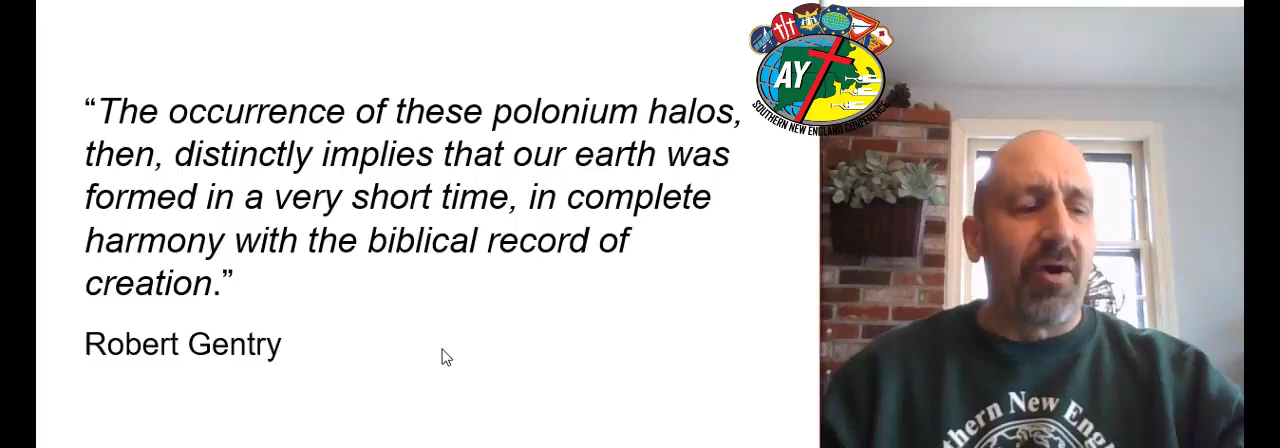 “The occurrence of these polonium halos,
then, distinctly implies that our earth was
formed in a very short time, in complete
harmony with the biblical record of
creation.”
Robert Gentry
AY
SOUTHERN NEW ENGLAND CONFERENCE
thern New Eng